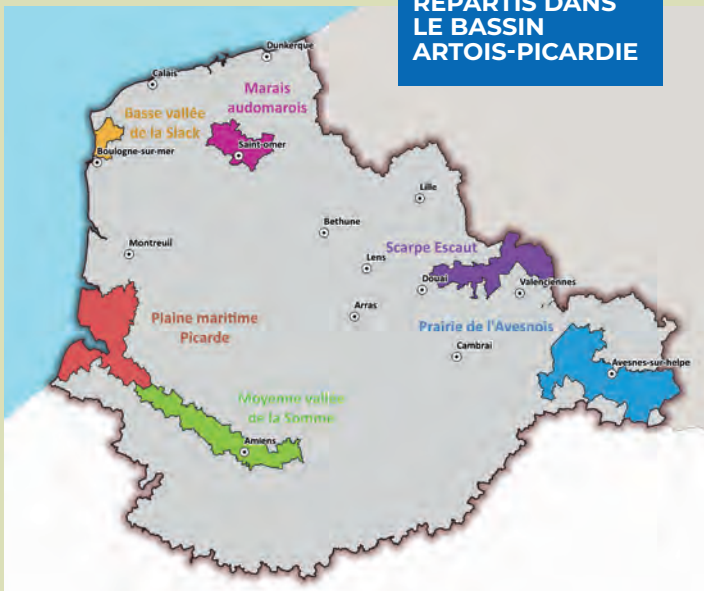 RÉPARTIS DANS
LE BASSIN
ARTOIS-PICARDIE
Dunkerque
Calais
Marais
audomarois
Basse vallée
de la Slack
Saint-omer
Boulogne-sur-mer
Lille
Bethune
Montreuil
Scarpe Escaut
Lens
Douai
Valenciennes
Arras
Plaine maritime
Picarde
Prairie de l'Avesnois
Cambrai
Avesnes-sur-helpe
Moyenne vallée
de la Somme
Amiens